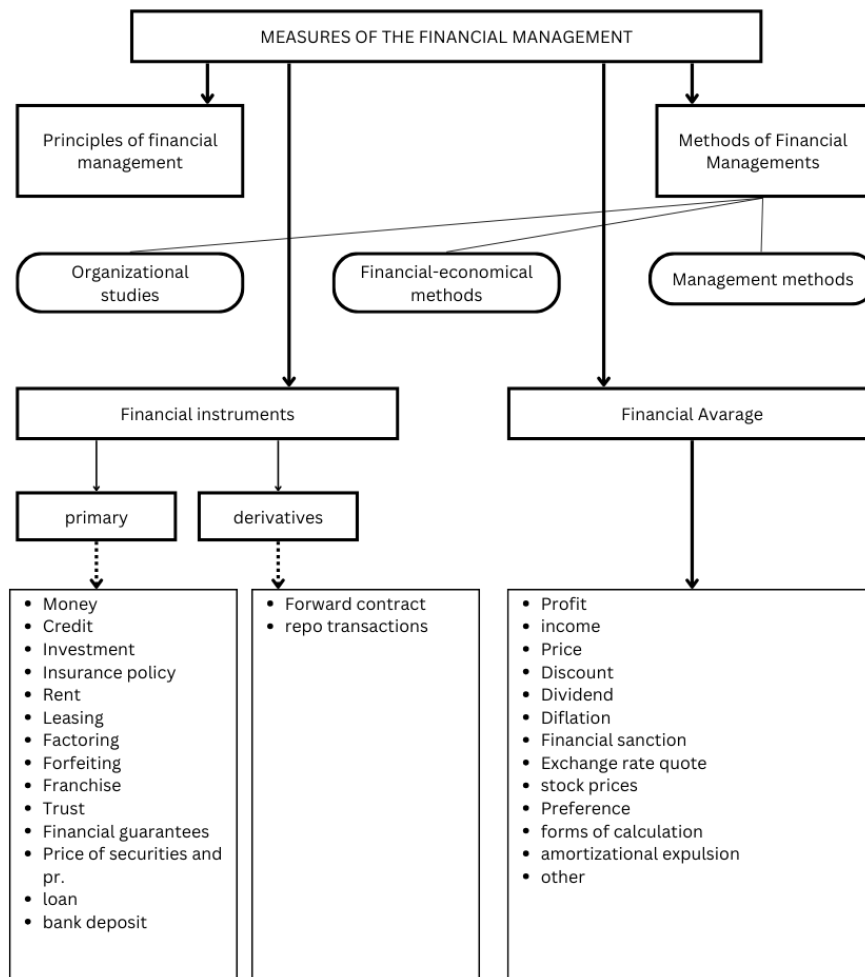 MEASURES OF THE FINANCIAL MANAGEMENT
Principles of financial
management
Methods of Financial
Managements
Organizational
studies
Financial-economical
methods
Management methods
Financial instruments
Financial Avarage
primary
derivatives
Money
Credit
Investment
Insurance policy
Rent
Leasing
Factoring
Forfeiting
Franchise
Trust
Financial guarantees
Price of securities and
pr.
loan
bank deposit
Forward contract
repo transactions
Profit
income
Price
Discount
Dividend
Diflation
Financial sanction
Exchange rate quote
stock prices
Preference
forms of calculation
amortizational expulsion
other